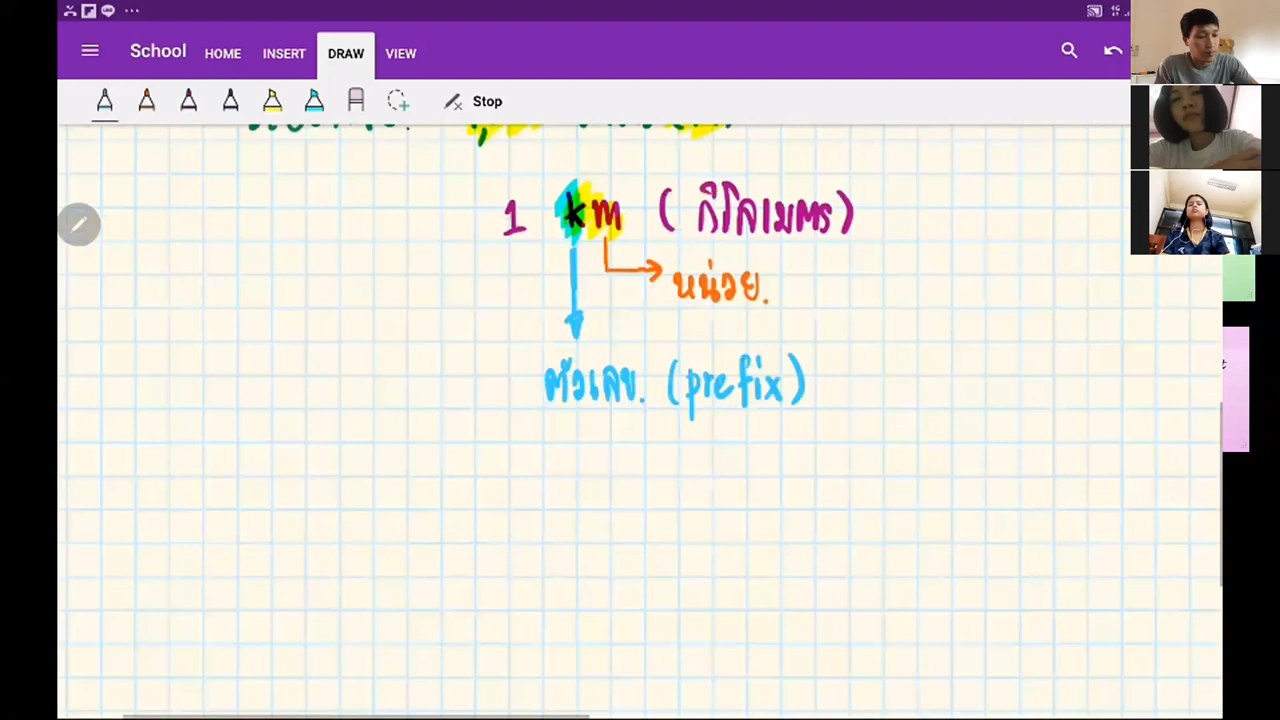 School HOME INSERT DRAW VIEW
Stop
1 km (กิโลเมตร)
หน่วย.
ตัวเลข. (prefix)